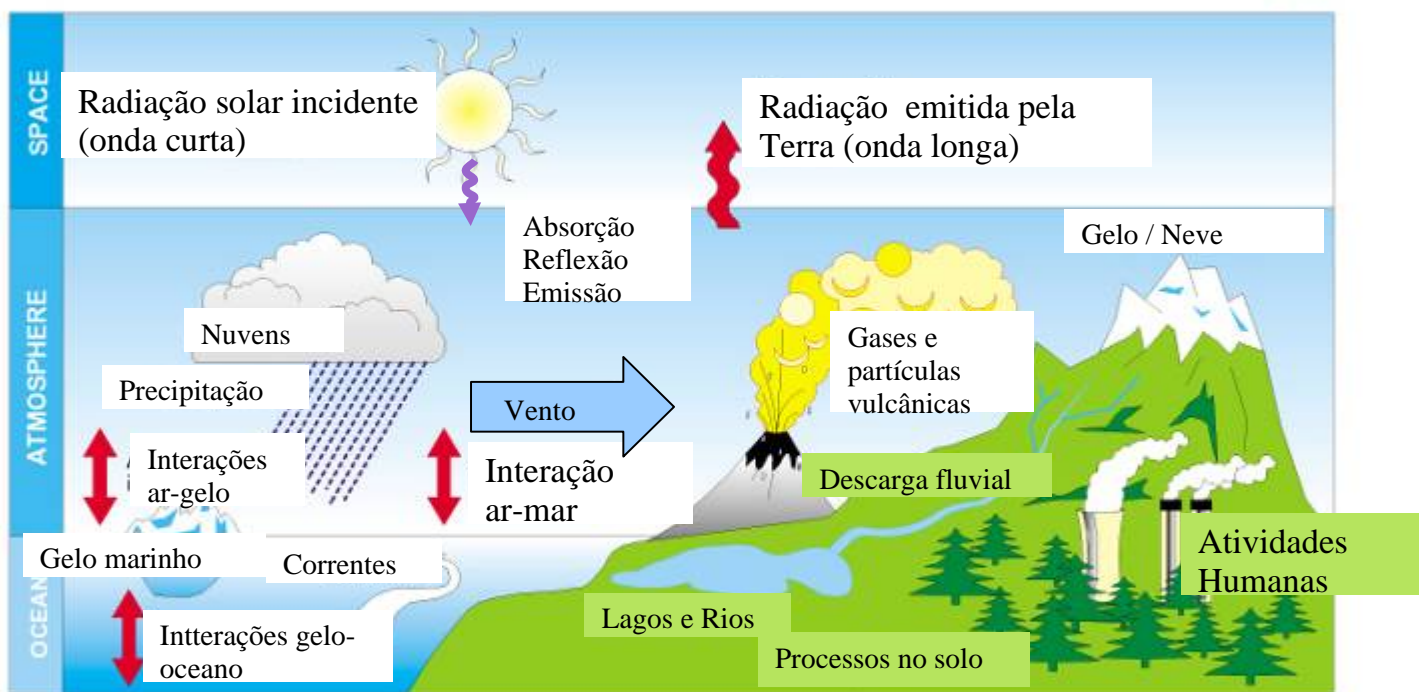 SPACE
Radiação solar incidente
(onda curta)
Radiação emitida pela
Terra (onda longa)
Absorção
Reflexão
Emissão
Gelo / Neve
ATMOSPHERE
Nuvens
Precipitação
Vento
Gases e
partículas
vulcânicas
Interações
ar-gelo
Interação
ar-mar
Descarga fluvial
OCEAN
Gelo marinho
Correntes
Atividades
Humanas
Intterações gelo-
oceano
Lagos e Rios
Processos no solo